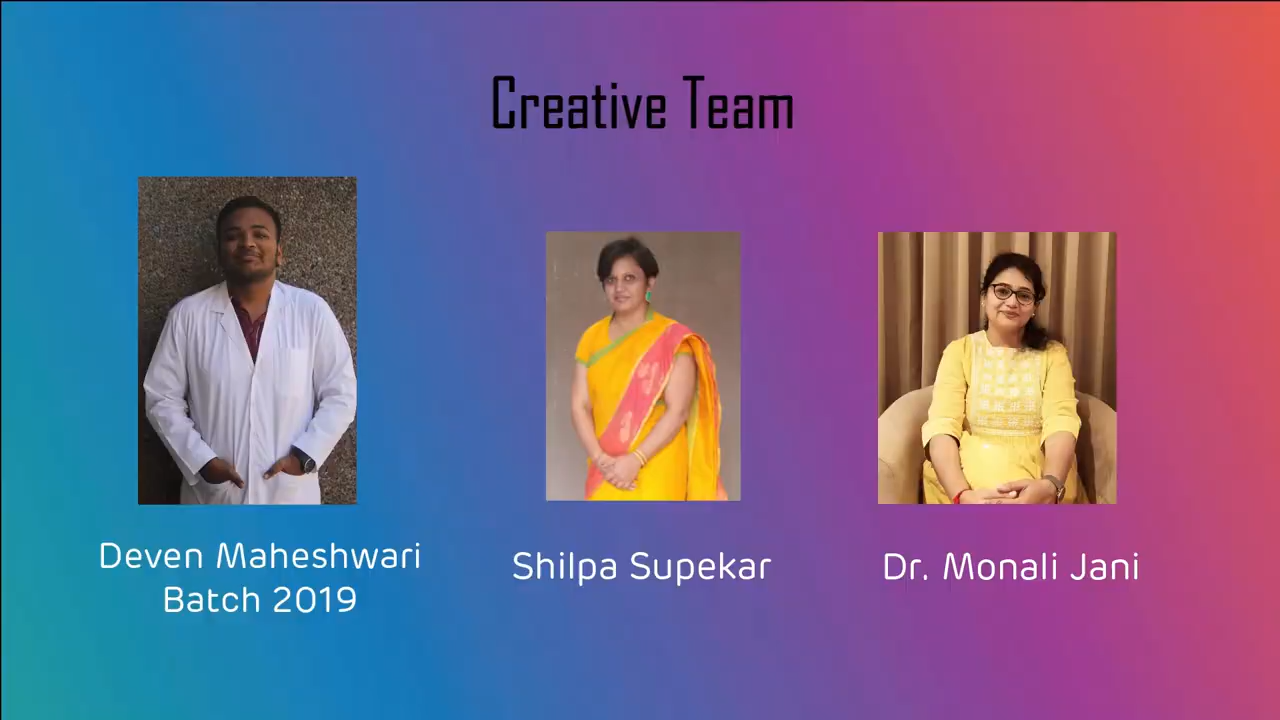 Creative Team
Deven Maheshwari
Batch 2019
Shilpa Supekar
Dr. Monali Jani